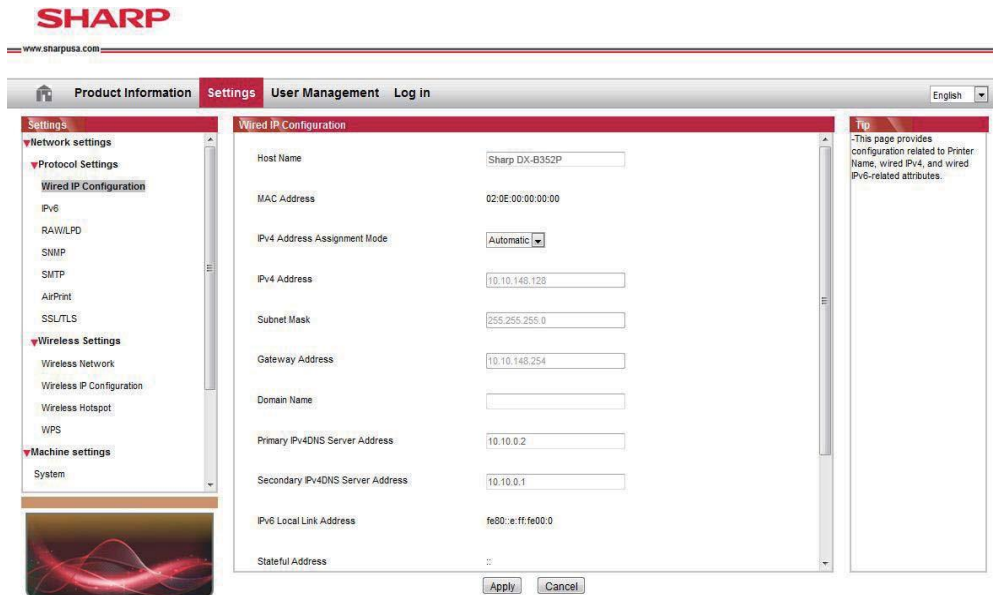 SHARP
www.sharpusa.com
Product Information Settings User Management Log in English
Settings
Network settings
Protocol Settings
Wired IP Configuration
IPv6
RAW/LPD
SNMP
SMTP
AirPrint
SSL/TLS
Wireless Settings
Wireless Network
Wireless IP Configuration
Wireless Hotspot
WPS
Machine settings
System
Wired IP Configuration
Host Name Sharp DX-B352P
MAC Address 02:0E:00:00:00:00
IPv4 Address Assignment Mode Automatic
IPv4 Address 10.10.148.128
Subnet Mask 255.255.255.0
Gateway Address 10.10.148.254
Domain Name
Primary IPv4DNS Server Address 10.10.0.2
Secondary IPv4DNS Server Address 10.10.0.1
IPv6 Local Link Address fe80::e:ff:fe00:0
Stateful Address ::
Apply Cancel
Tip
-This page provides
configuration related to Printer
Name, wired IPv4, and wired
IPv6-related attributes.